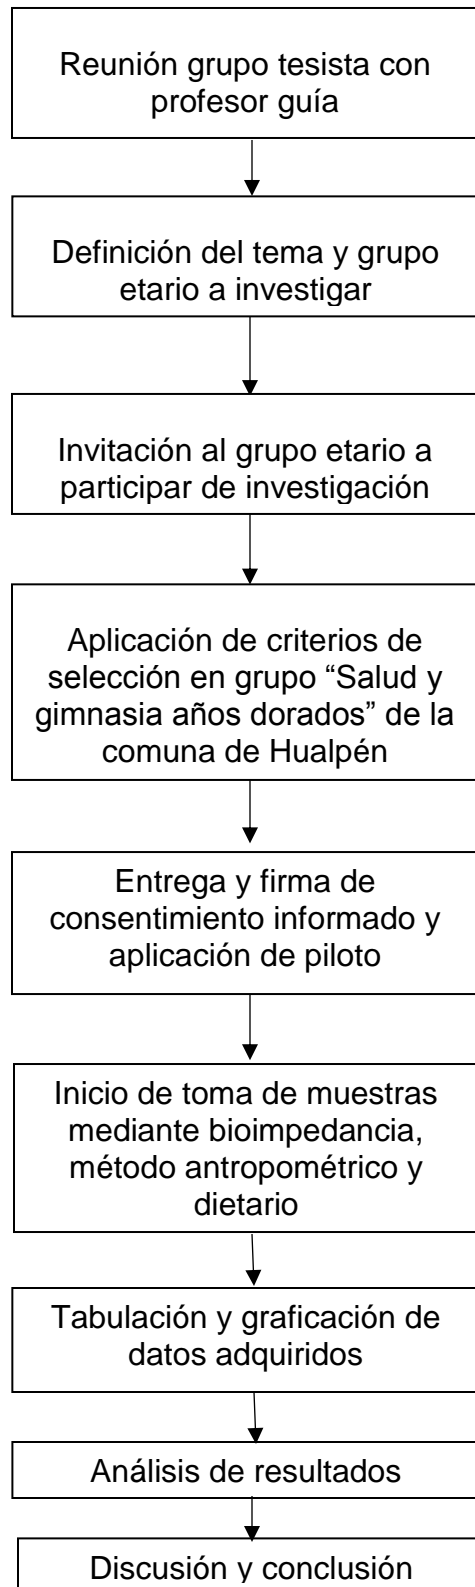 Reunión grupo tesista con
profesor guía
Definición del tema y grupo
etario a investigar
Invitación al grupo etario a
participar de investigación
Aplicación de criterios de
selección en grupo “Salud y
gimnasia años dorados” de la
comuna de Hualpén
Entrega y firma de
consentimiento informado y
aplicación de piloto
Inicio de toma de muestras
mediante bioimpedancia,
método antropométrico y
dietario
Tabulación y graficación de
datos adquiridos
Análisis de resultados
Discusión y conclusión